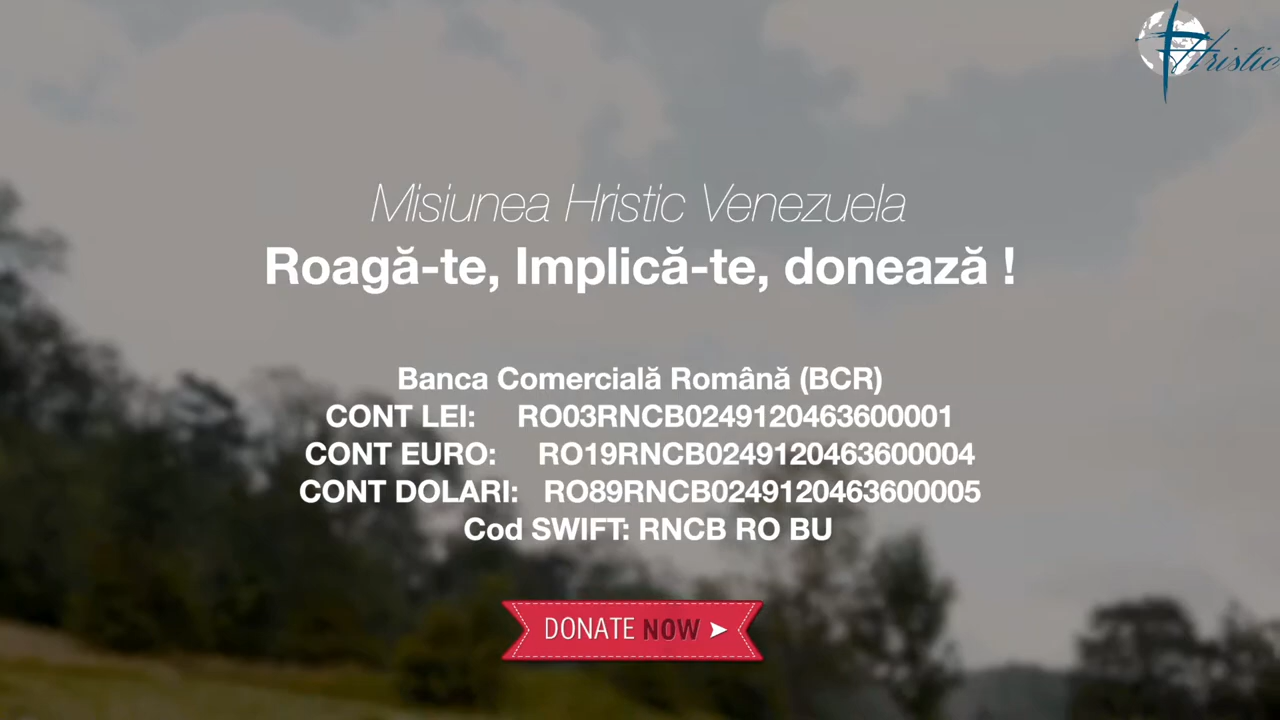 Hristic
Misiunea Hristic Venezuela
Roagă-te, Implică-te, donează !
Banca Comercială Română (BCR)
CONT LEI: RO03RNCB0249120463600001
CONT EURO: RO19RNCB0249120463600004
CONT DOLARI: RO89RNCB0249120463600005
Cod SWIFT: RNCB RO BU
DONATE NOW ➤